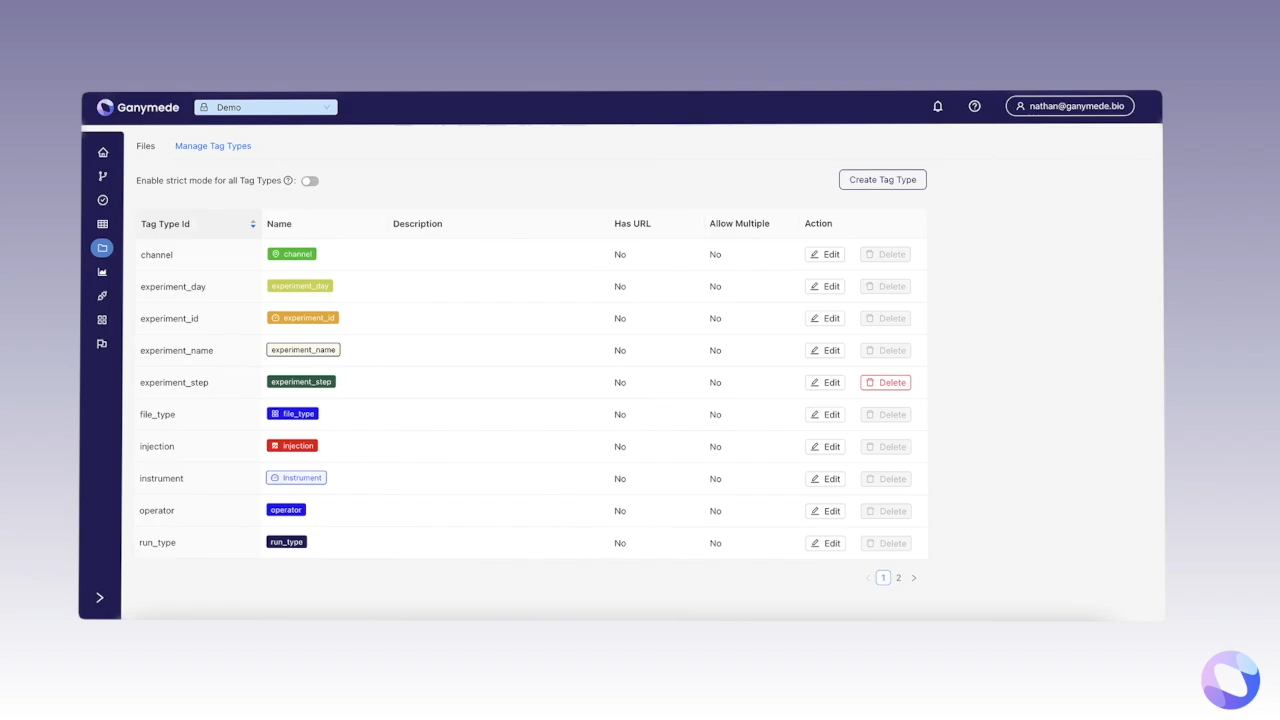 Ganymede Demo nathan@ganymede.bio
Files Manage Tag Types
Enable strict mode for all Tag Types ? : Create Tag Type
Tag Type Id Name Description Has URL Allow Multiple Action
channel channel No No Edit Delete
experiment_day experiment_day No No Edit Delete
experiment_id experiment_id No No Edit Delete
experiment_name experiment_name No No Edit Delete
experiment_step experiment_step No No Edit Delete
file_type file_type No No Edit Delete
injection injection No No Edit Delete
instrument Instrument No No Edit Delete
operator operator No No Edit Delete
run_type run_type No No Edit Delete
1 2